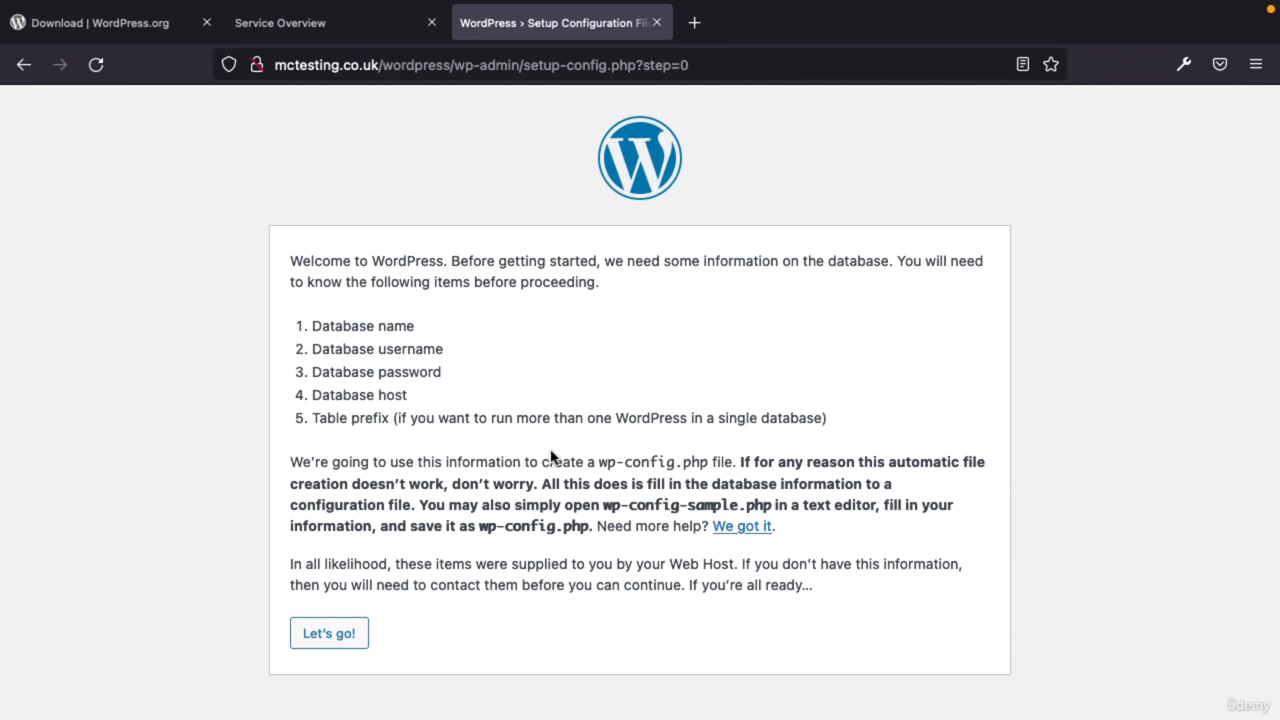 Download | WordPress.org
Service Overview
WordPress › Setup Configuration Fil
mctesting.co.uk/wordpress/wp-admin/setup-config.php?step=0
Welcome to WordPress. Before getting started, we need some information on the database. You will need
to know the following items before proceeding.
1. Database name
2. Database username
3. Database password
4. Database host
5. Table prefix (if you want to run more than one WordPress in a single database)
We’re going to use this information to create a wp-config.php file. If for any reason this automatic file
creation doesn’t work, don’t worry. All this does is fill in the database information to a
configuration file. You may also simply open wp-config-sample.php in a text editor, fill in your
information, and save it as wp-config.php. Need more help? We got it.
In all likelihood, these items were supplied to you by your Web Host. If you don’t have this information,
then you will need to contact them before you can continue. If you’re all ready…
Let’s go!
ûdemy